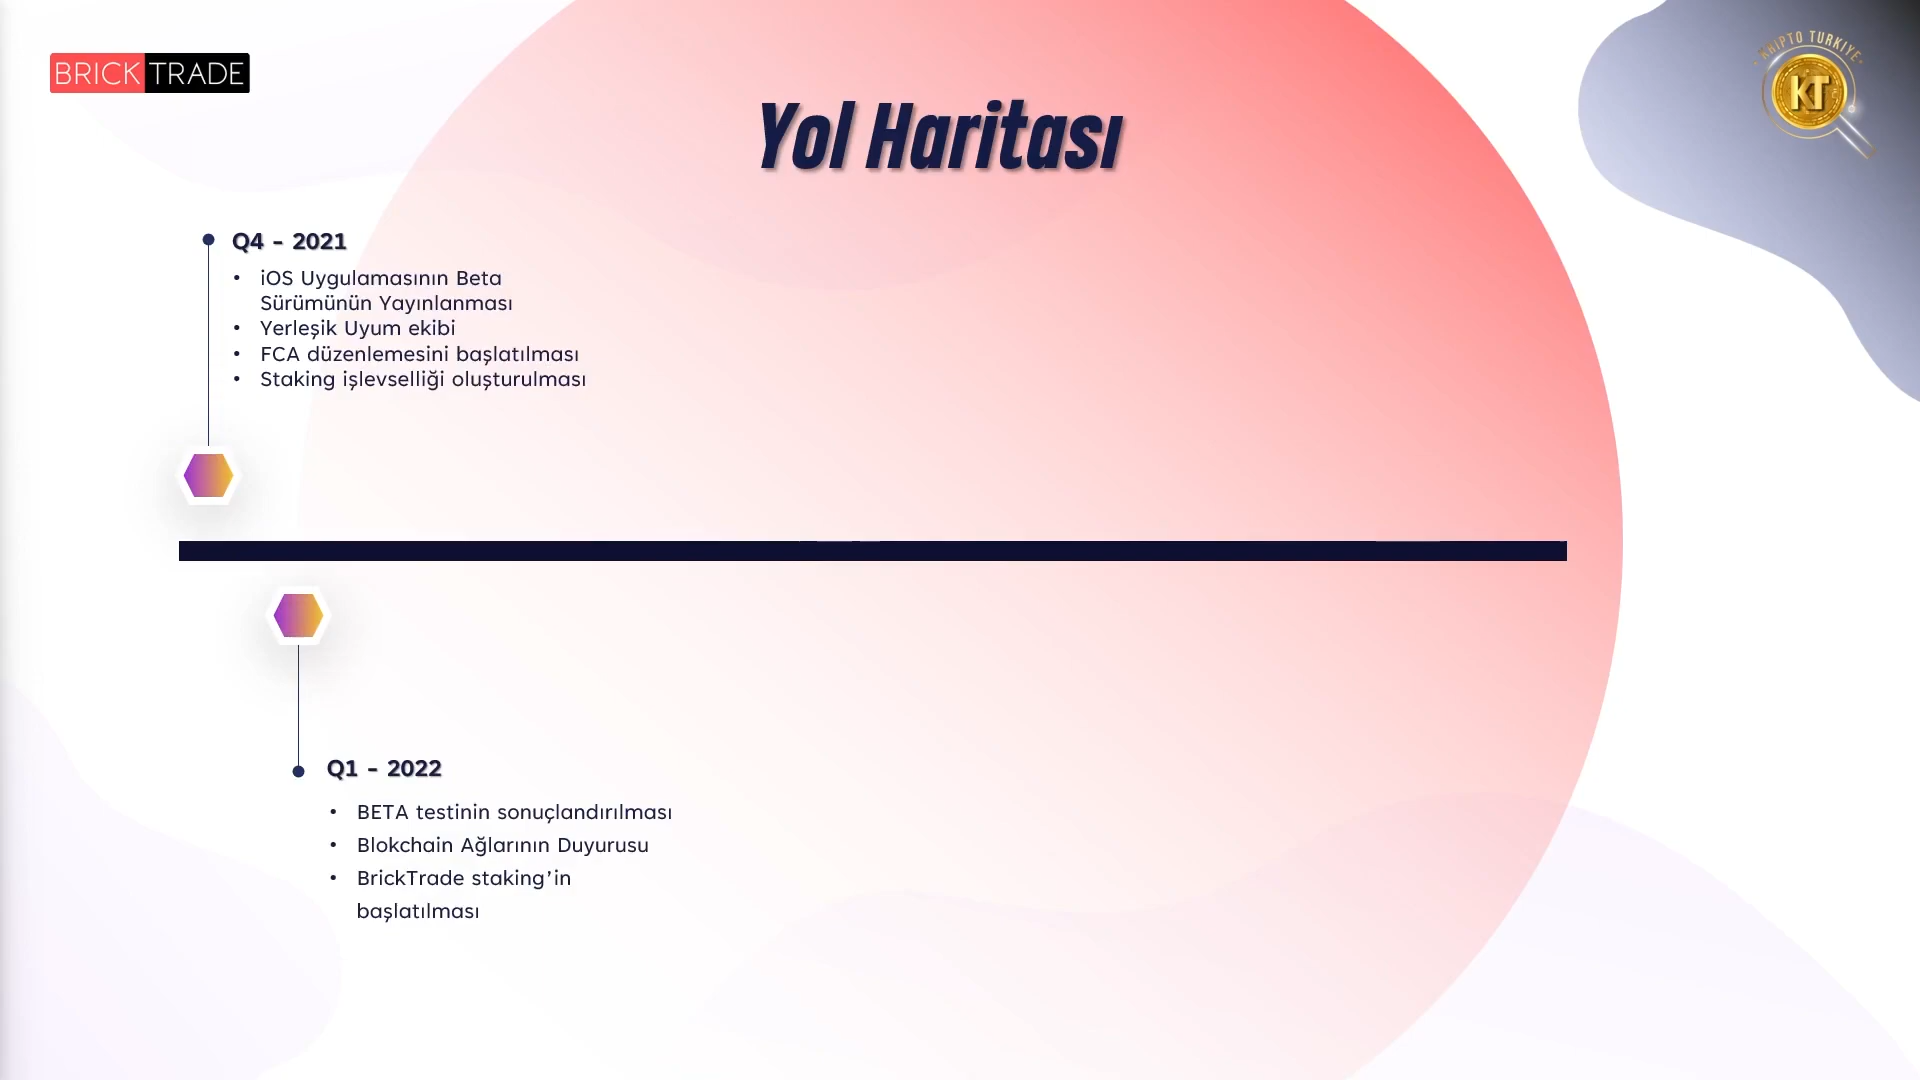 BRICK TRADE
KRIPTO TURKIYE
KT
Yol Haritası
Q4 - 2021
• iOS Uygulamasının Beta
Sürümünün Yayınlanması
• Yerleşik Uyum ekibi
• FCA düzenlemesini başlatılması
• Staking işlevselliği oluşturulması
Q1 - 2022
• BETA testinin sonuçlandırılması
• Blokchain Ağlarının Duyurusu
• BrickTrade staking’in
başlatılması